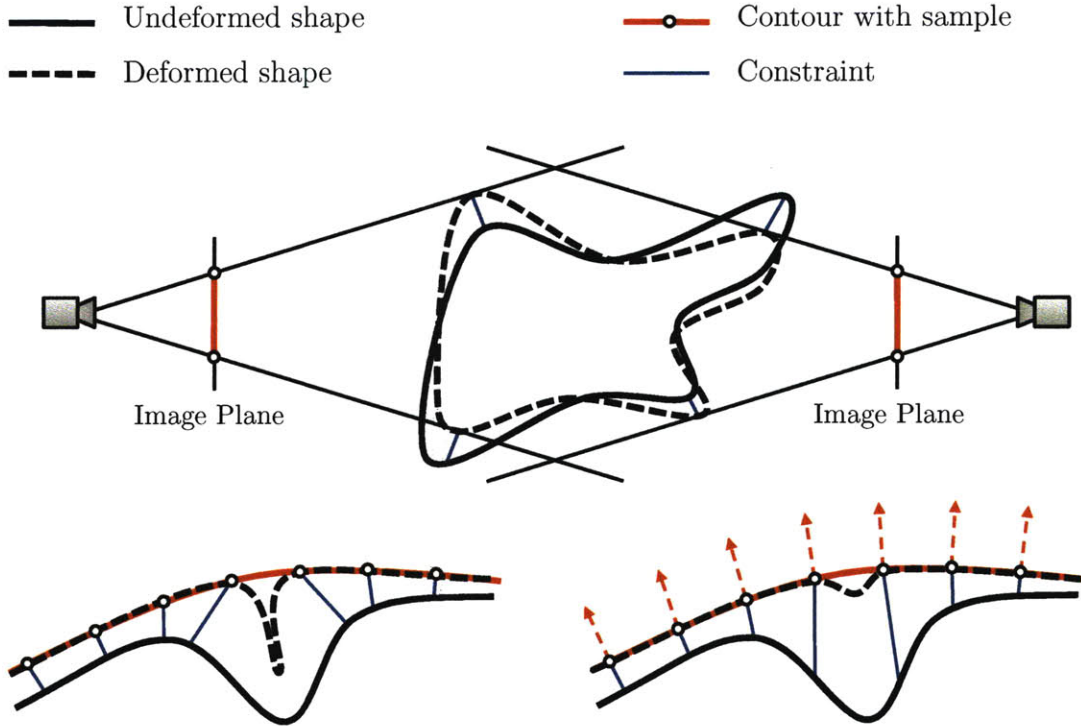 Undeformed shape
Contour with sample
Deformed shape
Constraint
Image Plane
Image Plane